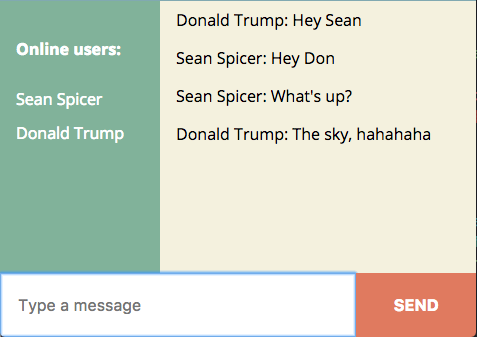 Online users:
Sean Spicer
Donald Trump
Donald Trump: Hey Sean
Sean Spicer: Hey Don
Sean Spicer: What's up?
Donald Trump: The sky, hahahaha
Type a message
SEND